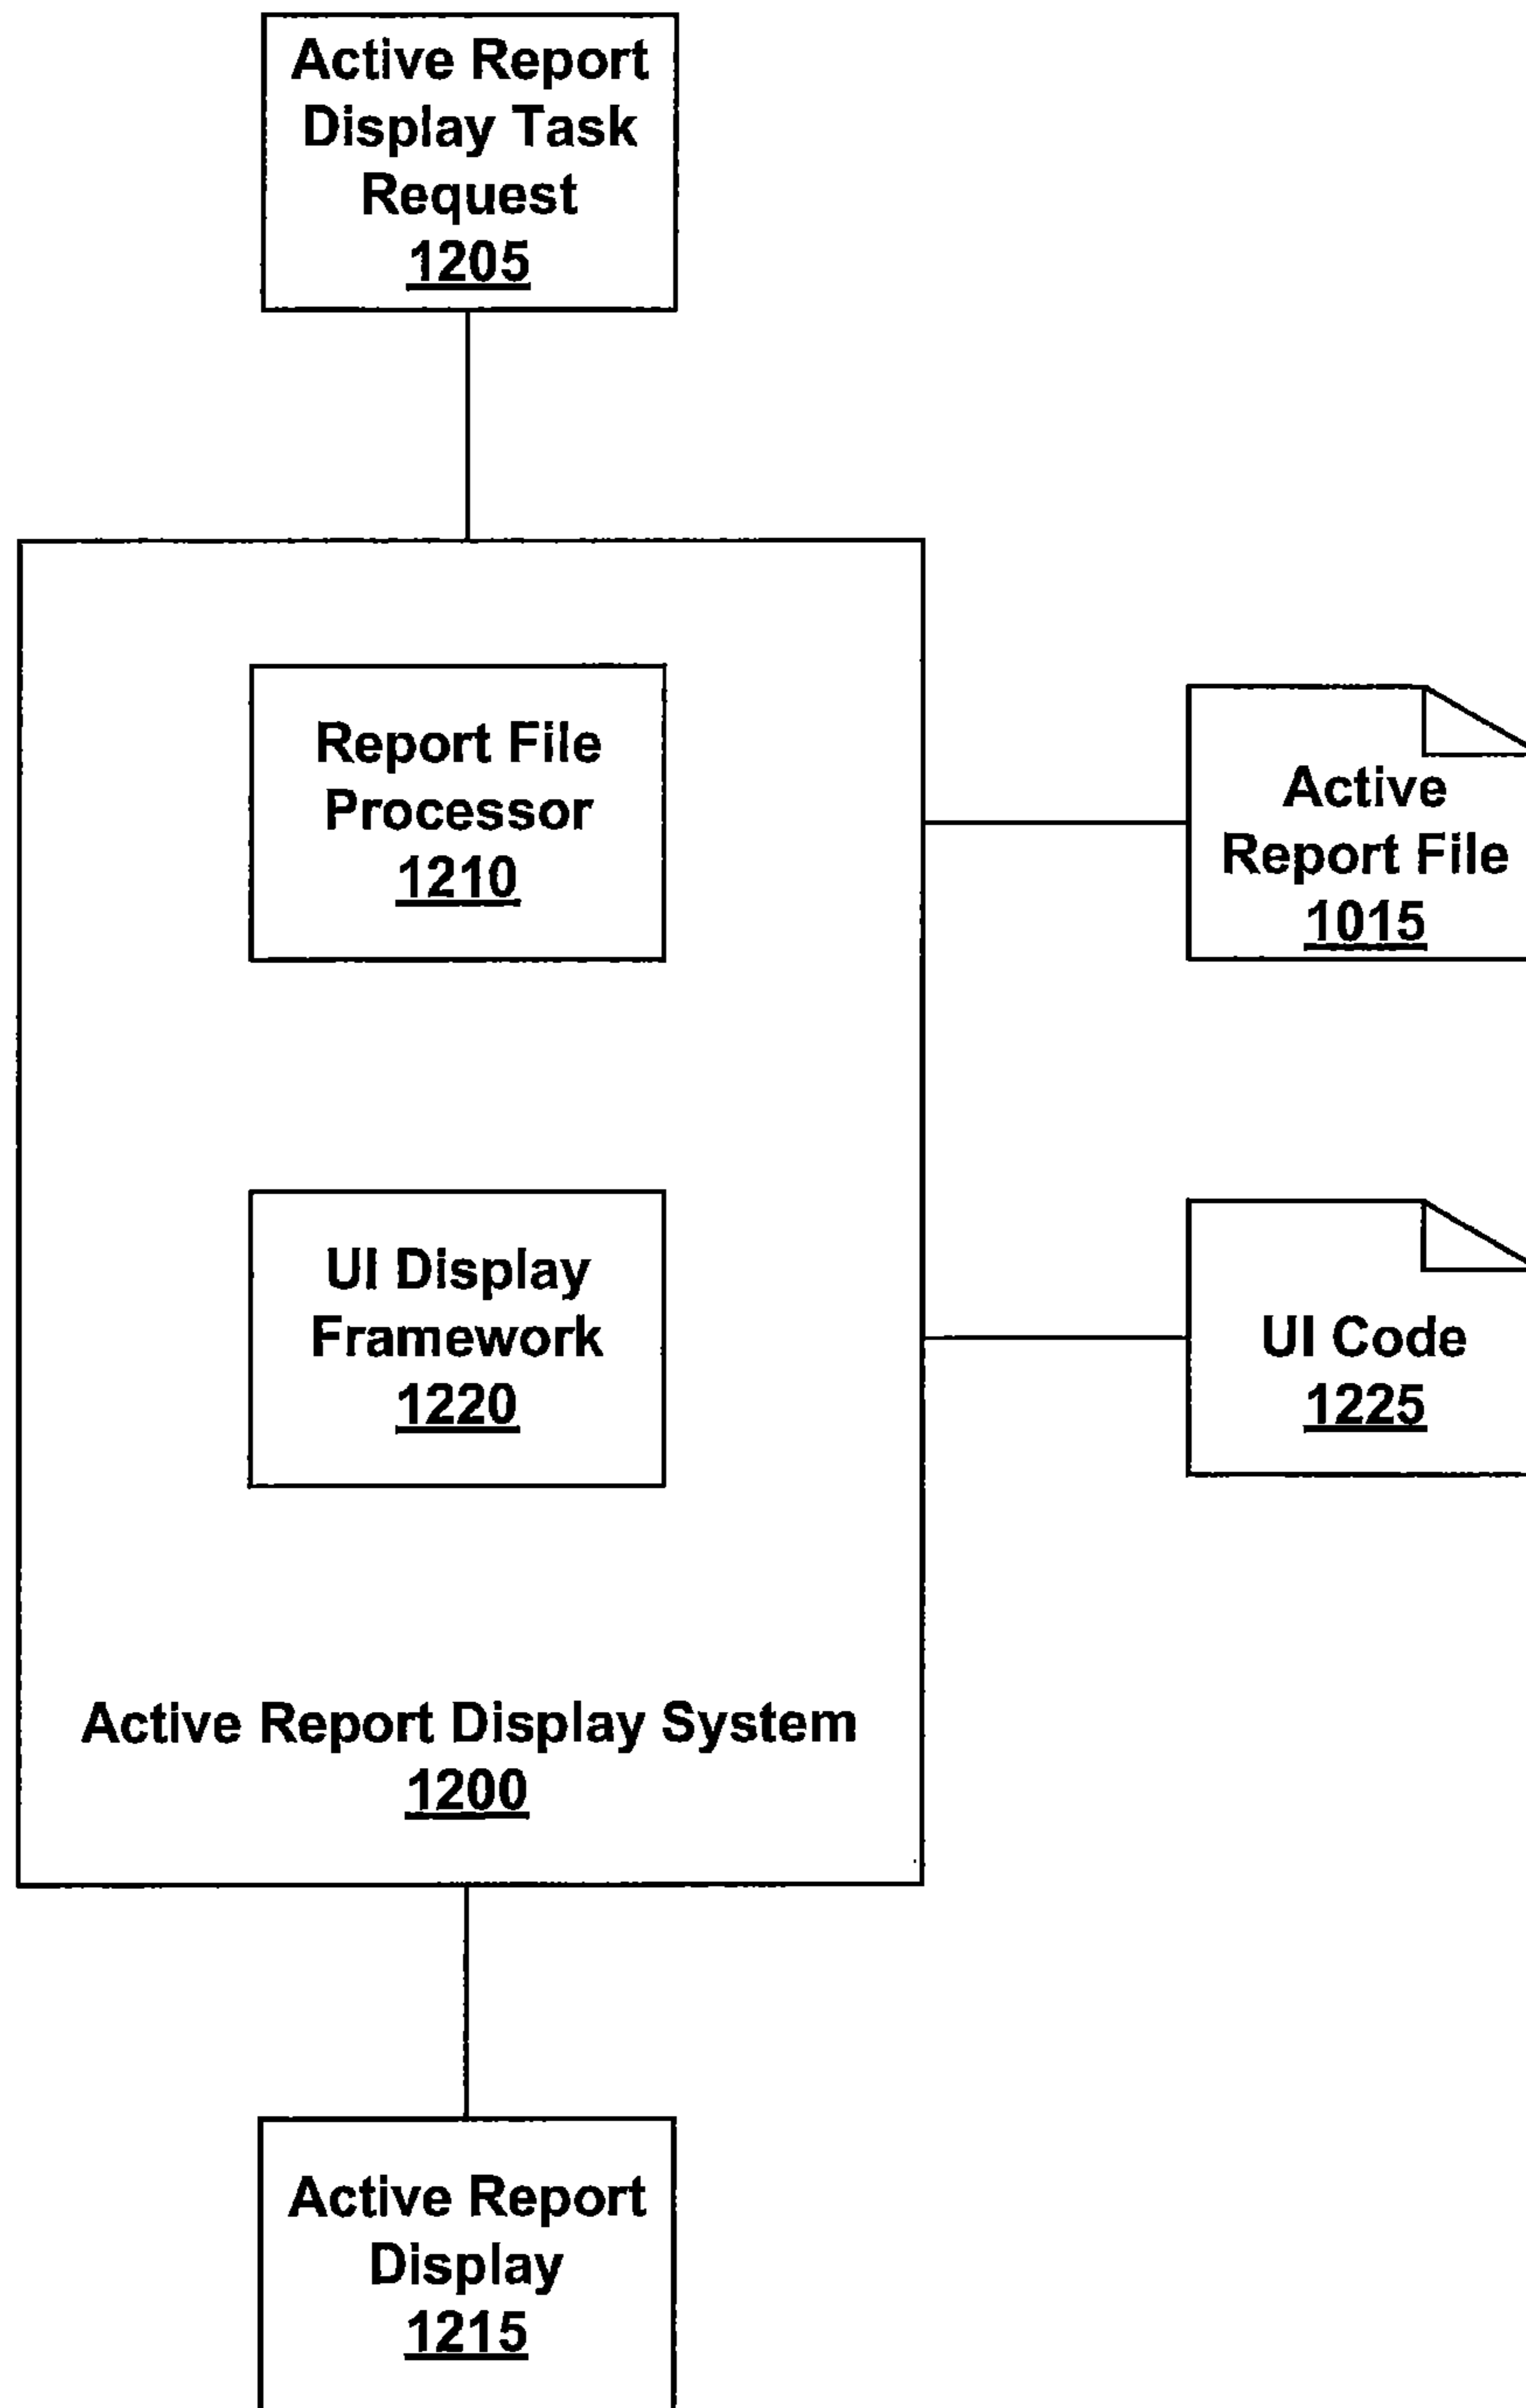 Active Report
Display Task
Request
1205
Report File
Processor
1210
Active
Report File
1015
UI Display
Framework
1220
UI Code
1225
Active Report Display System
1200
Active Report
Display
1215